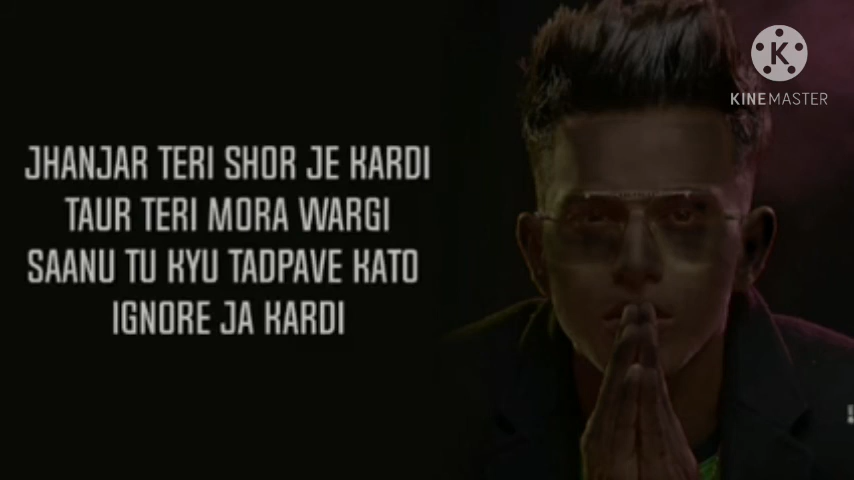 JHANJAR TERI SHOR JE KARDI
TAUR TERI MORA WARGI
SAANU TU KYU TADPAVE KATO
IGNORE JA KARDI
K
KINEMASTER